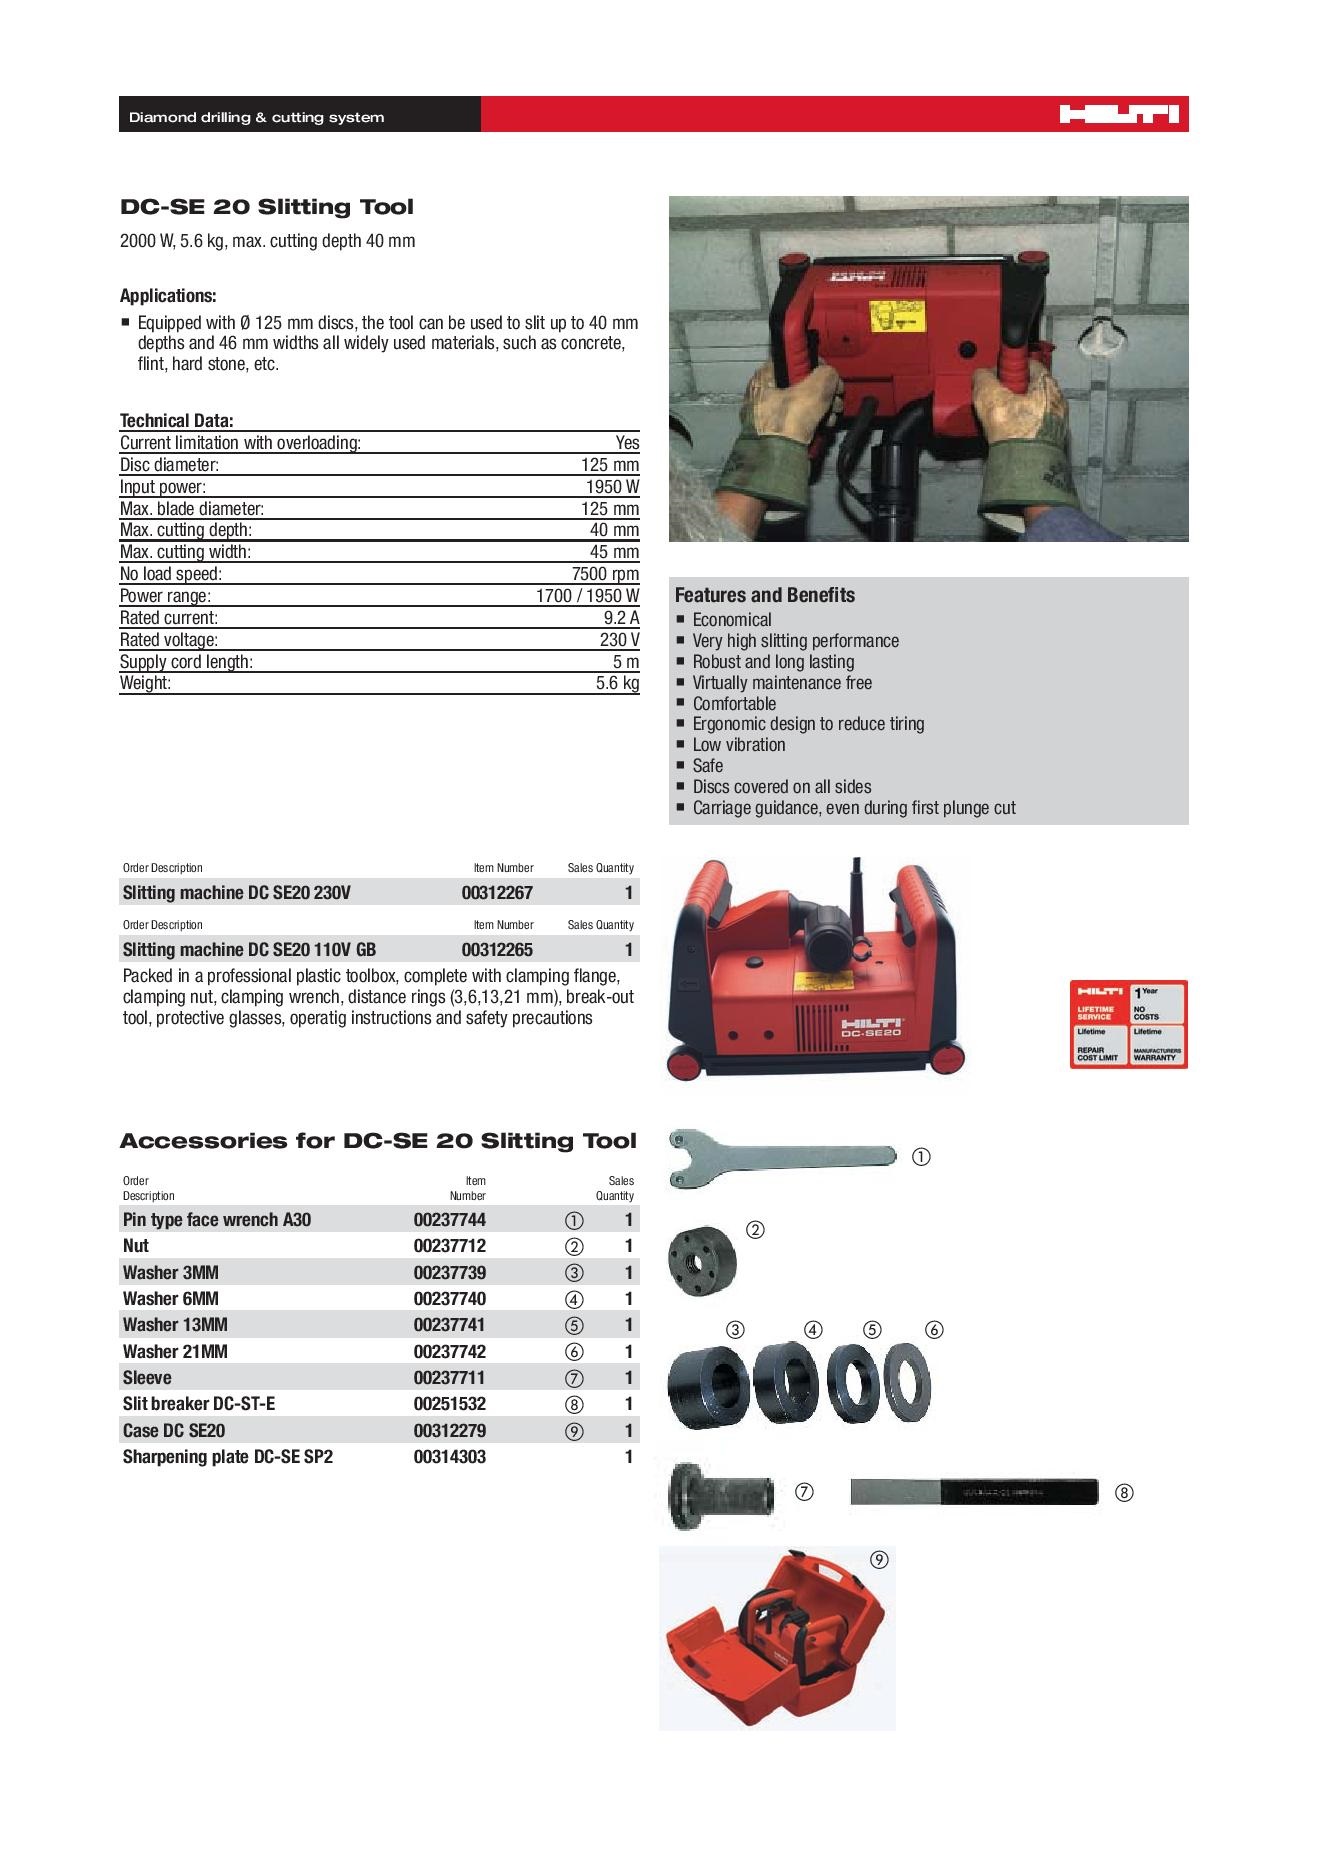 Diamond drilling & cutting system
HILTI
DC-SE 20 Slitting Tool
2000 W, 5.6 kg, max. cutting depth 40 mm
Applications:
■ Equipped with Ø 125 mm discs, the tool can be used to slit up to 40 mm
depths and 46 mm widths all widely used materials, such as concrete,
flint, hard stone, etc.
Technical Data:
Current limitation with overloading: Yes
Disc diameter: 125 mm
Input power: 1950 W
Max. blade diameter: 125 mm
Max. cutting depth: 40 mm
Max. cutting width: 45 mm
No load speed: 7500 rpm
Power range: 1700 / 1950 W
Rated current: 9.2 A
Rated voltage: 230 V
Supply cord length: 5 m
Weight: 5.6 kg
HILTI
Features and Benefits
■ Economical
■ Very high slitting performance
■ Robust and long lasting
■ Virtually maintenance free
■ Comfortable
■ Ergonomic design to reduce tiring
■ Low vibration
■ Safe
■ Discs covered on all sides
■ Carriage guidance, even during first plunge cut
Order Description Item Number Sales Quantity
Slitting machine DC SE20 230V 00312267 1
Order Description Item Number Sales Quantity
Slitting machine DC SE20 110V GB 00312265 1
Packed in a professional plastic toolbox, complete with clamping flange,
clamping nut, clamping wrench, distance rings (3,6,13,21 mm), break-out
tool, protective glasses, operatig instructions and safety precautions
HILTI
DC-SE20
HILTI
LIFETIME
SERVICE
1 Year
NO
COSTS
Lifetime
REPAIR
COST LIMIT
Lifetime
MANUFACTURERS
WARRANTY
Accessories for DC-SE 20 Slitting Tool
Order Item Sales
Description Number Quantity
Pin type face wrench A30 00237744 ① 1
Nut 00237712 ② 1
Washer 3MM 00237739 ③ 1
Washer 6MM 00237740 ④ 1
Washer 13MM 00237741 ⑤ 1
Washer 21MM 00237742 ⑥ 1
Sleeve 00237711 ⑦ 1
Slit breaker DC-ST-E 00251532 ⑧ 1
Case DC SE20 00312279 ⑨ 1
Sharpening plate DC-SE SP2 00314303 1
①
②
③ ④ ⑤ ⑥
⑦ ⑧
⑨